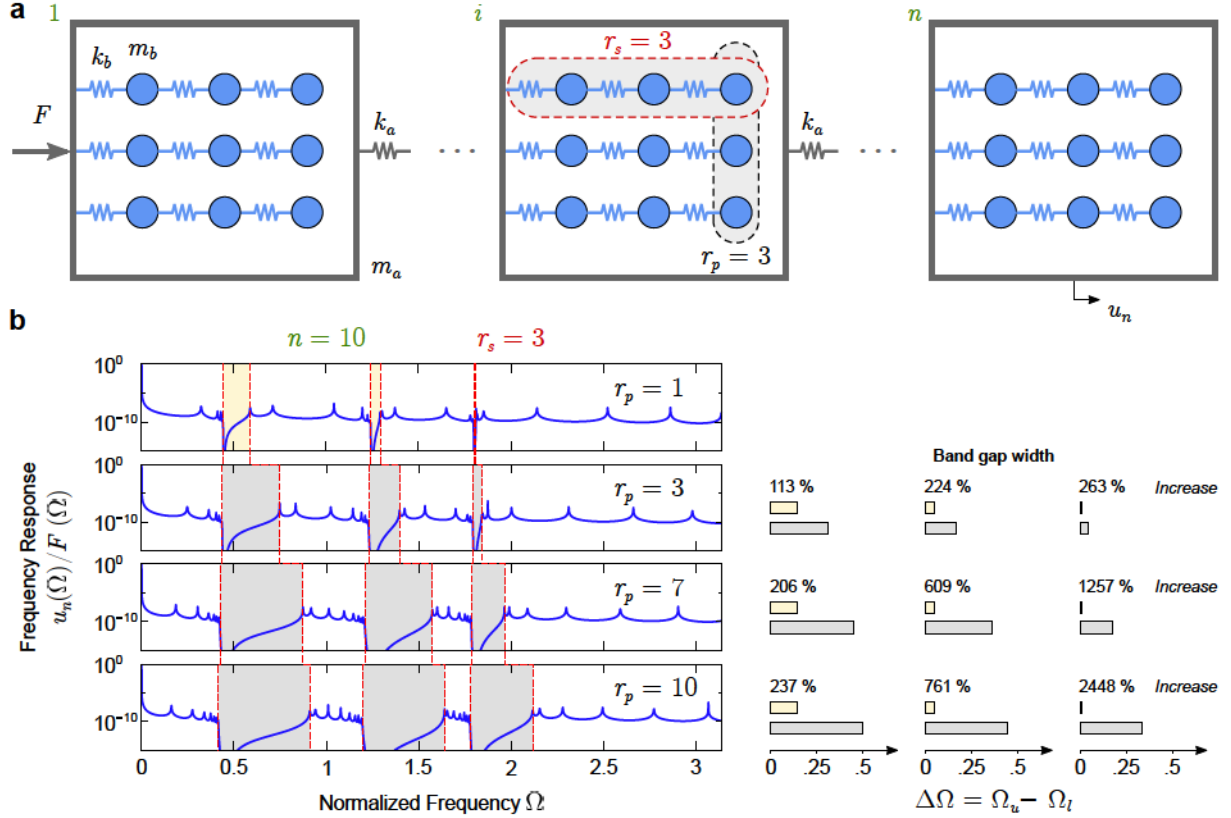 a
1
i
n
k_b
m_b
r_s = 3
F
k_a
k_a
r_p = 3
m_a
u_n
b
n = 10
r_s = 3
Frequency Response
u_n(Ω)/F (Ω)
10^0
10^-10
r_p = 1
10^0
10^-10
r_p = 3
10^0
10^-10
r_p = 7
10^0
10^-10
r_p = 10
0 0.5 1 1.5 2 2.5 3
Normalized Frequency Ω
Band gap width
113 % 224 % 263 % Increase
206 % 609 % 1257 % Increase
237 % 761 % 2448 % Increase
0 .25 .5 0 .25 .5 0 .25 .5
ΔΩ = Ω_u − Ω_l